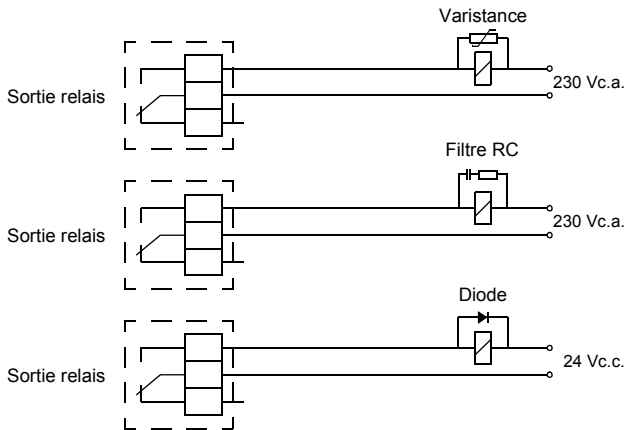 Varistance
Sortie relais
230 Vc.a.
Filtre RC
Sortie relais
230 Vc.a.
Diode
Sortie relais
24 Vc.c.